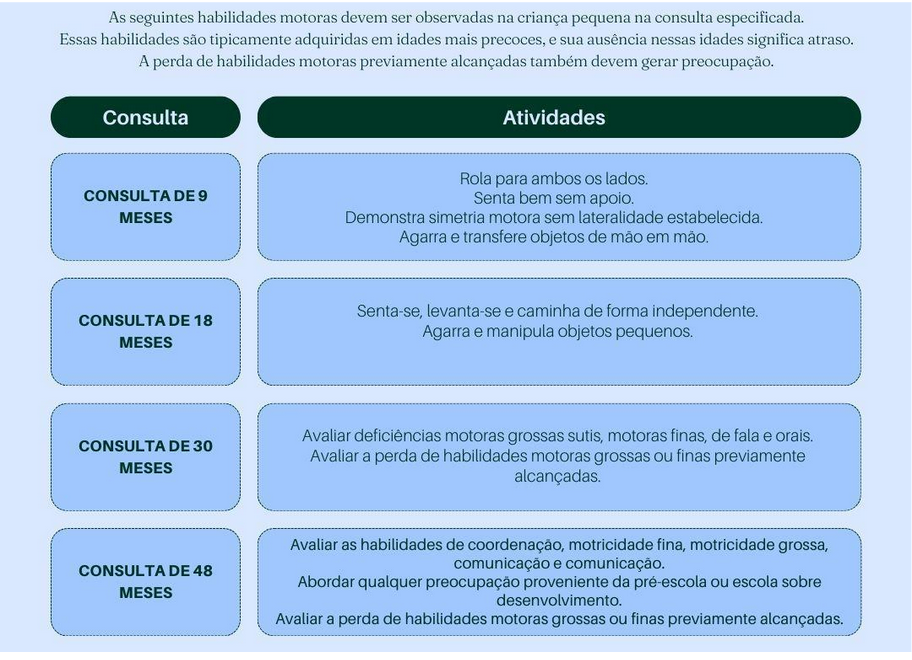 As seguintes habilidades motoras devem ser observadas na criança pequena na consulta especificada.
Essas habilidades são tipicamente adquiridas em idades mais precoces, e sua ausência nessas idades significa atraso.
A perda de habilidades motoras previamente alcançadas também devem gerar preocupação.
Consulta
Atividades
CONSULTA DE 9
MESES
Rola para ambos os lados.
Senta bem sem apoio.
Demonstra simetria motora sem lateralidade estabelecida.
Agarra e transfere objetos de mão em mão.
CONSULTA DE 18
MESES
Senta-se, levanta-se e caminha de forma independente.
Agarra e manipula objetos pequenos.
CONSULTA DE 30
MESES
Avaliar deficiências motoras grossas sutis, motoras finas, de fala e orais.
Avaliar a perda de habilidades motoras grossas ou finas previamente
alcançadas.
CONSULTA DE 48
MESES
Avaliar as habilidades de coordenação, motricidade fina, motricidade grossa,
comunicação e comunicação.
Abordar qualquer preocupação proveniente da pré-escola ou escola sobre
desenvolvimento.
Avaliar a perda de habilidades motoras grossas ou finas previamente alcançadas.